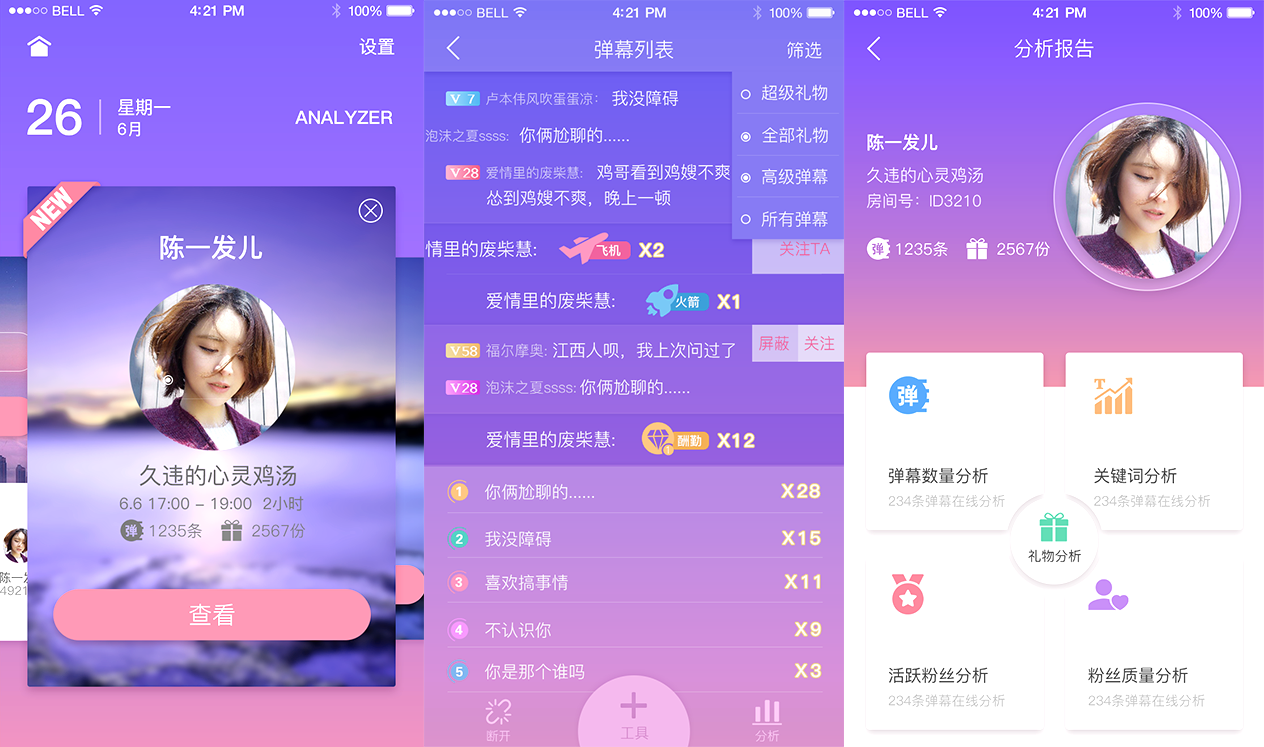 BELL 4:21 PM 100%
设置
26
星期一
6月
ANALYZER
NEW
陈一发儿
久违的心灵鸡汤
6.6 17:00 - 19:00 2小时
弹 1235条 2567份
查看
陈一发
4921
BELL 4:21 PM 100%
弹幕列表 筛选
超级礼物
全部礼物
高级弹幕
所有弹幕
V 7 卢本伟风吹蛋蛋凉: 我没障碍
泡沫之夏ssss: 你俩尬聊的......
V28 爱情里的废柴慧: 鸡哥看到鸡嫂不爽
怂到鸡嫂不爽，晚上一顿
情里的废柴慧: 飞机 X2 关注TA
爱情里的废柴慧: 火箭 X1
V58 福尔摩奥: 江西人呗，我上次问过了 屏蔽 关注
V28 泡沫之夏ssss: 你俩尬聊的......
爱情里的废柴慧: 1 酬勤 X12
1 你俩尬聊的...... X28
2 我没障碍 X15
3 喜欢搞事情 X11
4 不认识你 X9
5 你是那个谁吗 X3
断开 工具 分析
BELL 4:21 PM 100%
分析报告
陈一发儿
久违的心灵鸡汤
房间号：ID3210
弹 1235条 2567份
弹
弹幕数量分析
234条弹幕在线分析
T
关键词分析
234条弹幕在线分析
礼物分析
活跃粉丝分析
234条弹幕在线分析
粉丝质量分析
234条弹幕在线分析